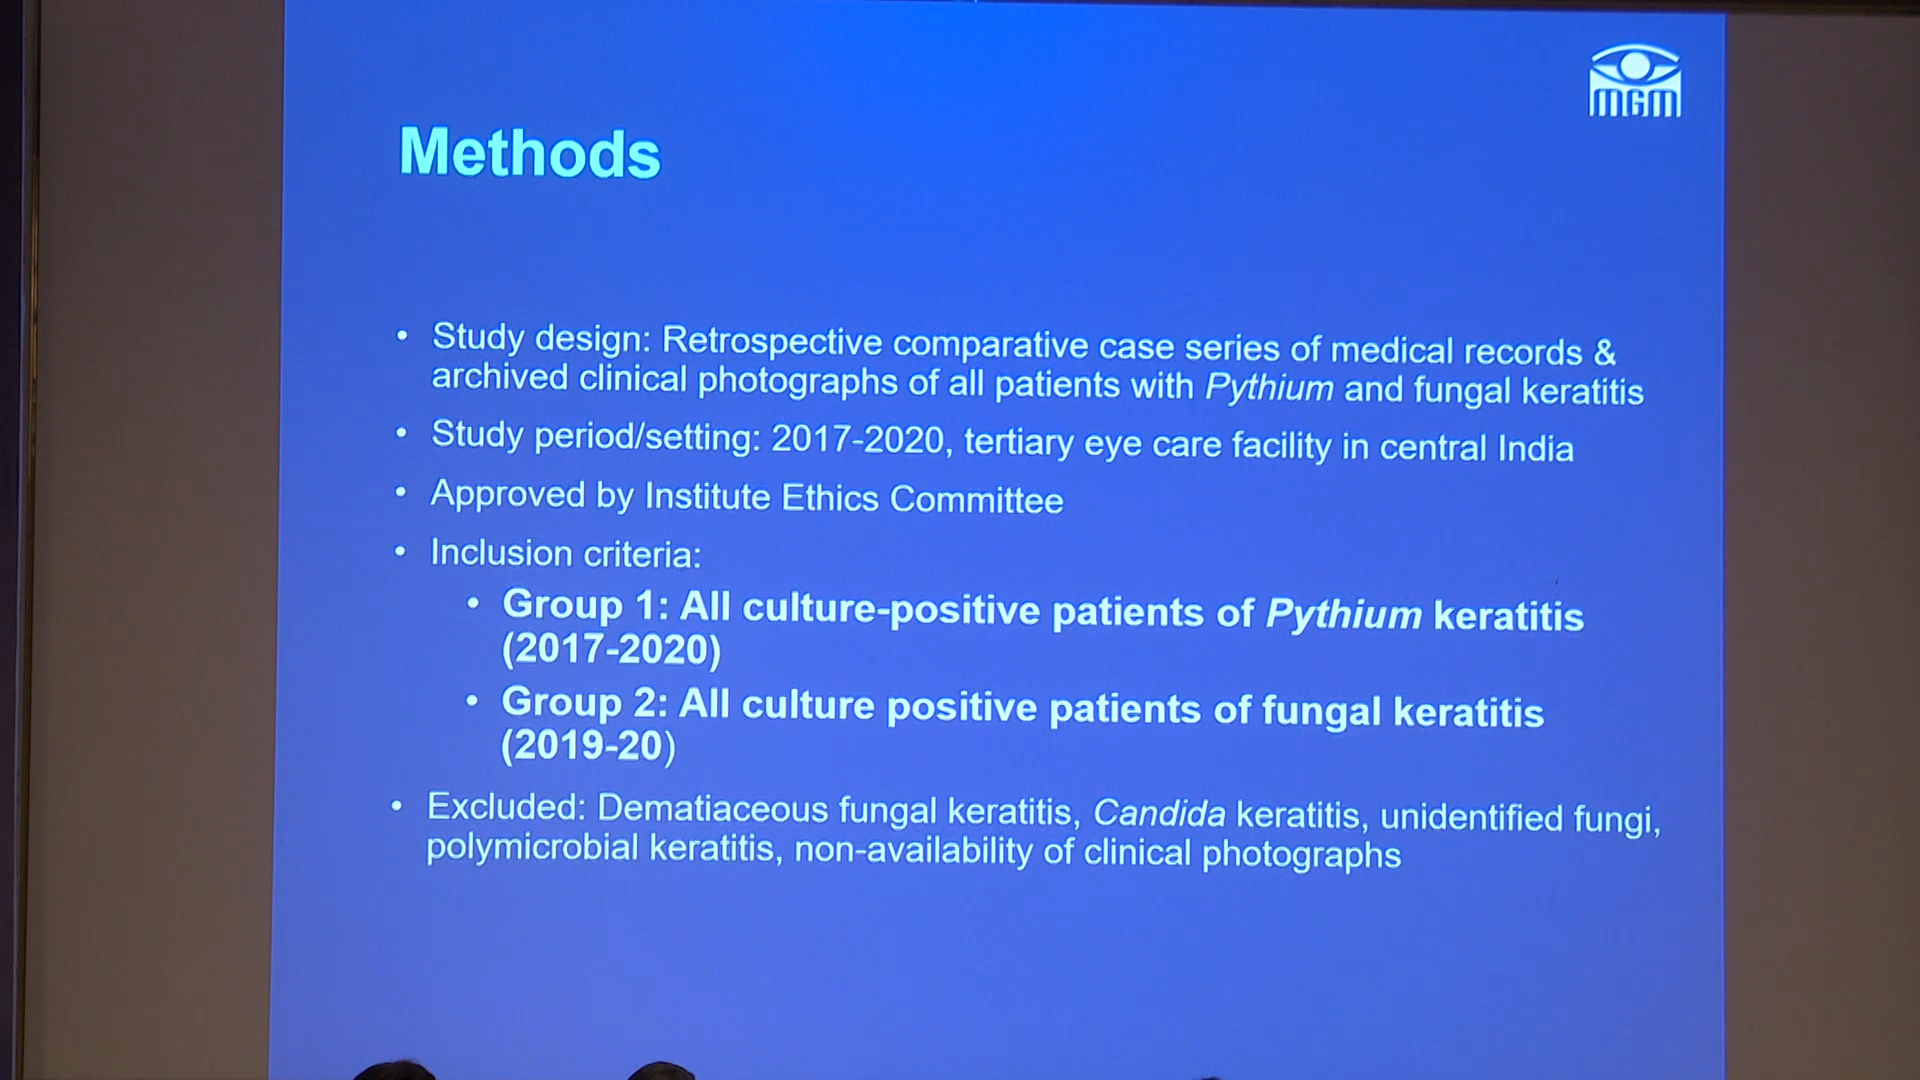 MGM
Methods
• Study design: Retrospective comparative case series of medical records &
archived clinical photographs of all patients with Pythium and fungal keratitis
• Study period/setting: 2017-2020, tertiary eye care facility in central India
• Approved by Institute Ethics Committee
• Inclusion criteria:
• Group 1: All culture-positive patients of Pythium keratitis
(2017-2020)
• Group 2: All culture positive patients of fungal keratitis
(2019-20)
• Excluded: Dematiaceous fungal keratitis, Candida keratitis, unidentified fungi,
polymicrobial keratitis, non-availability of clinical photographs